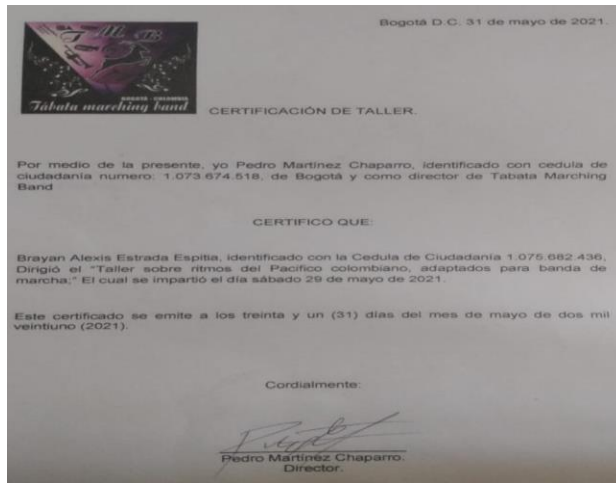 Bogotá D.C. 31 de mayo de 2021.
T M B
BOGOTÁ - COLOMBIA
Tábata marching band
CERTIFICACIÓN DE TALLER.
Por medio de la presente, yo Pedro Martínez Chaparro, identificado con cedula de
ciudadanía numero: 1.073.674.518, de Bogotá y como director de Tabata Marching
Band
CERTIFICO QUE:
Brayan Alexis Estrada Espitia, identificado con la Cedula de Ciudadanía 1.075.682.436,
Dirigió el "Taller sobre ritmos del Pacifico colombiano, adaptados para banda de
marcha;" El cual se impartió el día sábado 29 de mayo de 2021.
Este certificado se emite a los treinta y un (31) días del mes de mayo de dos mil
veintiuno (2021).
Cordialmente:
Pedro Martínez Chaparro.
Director.